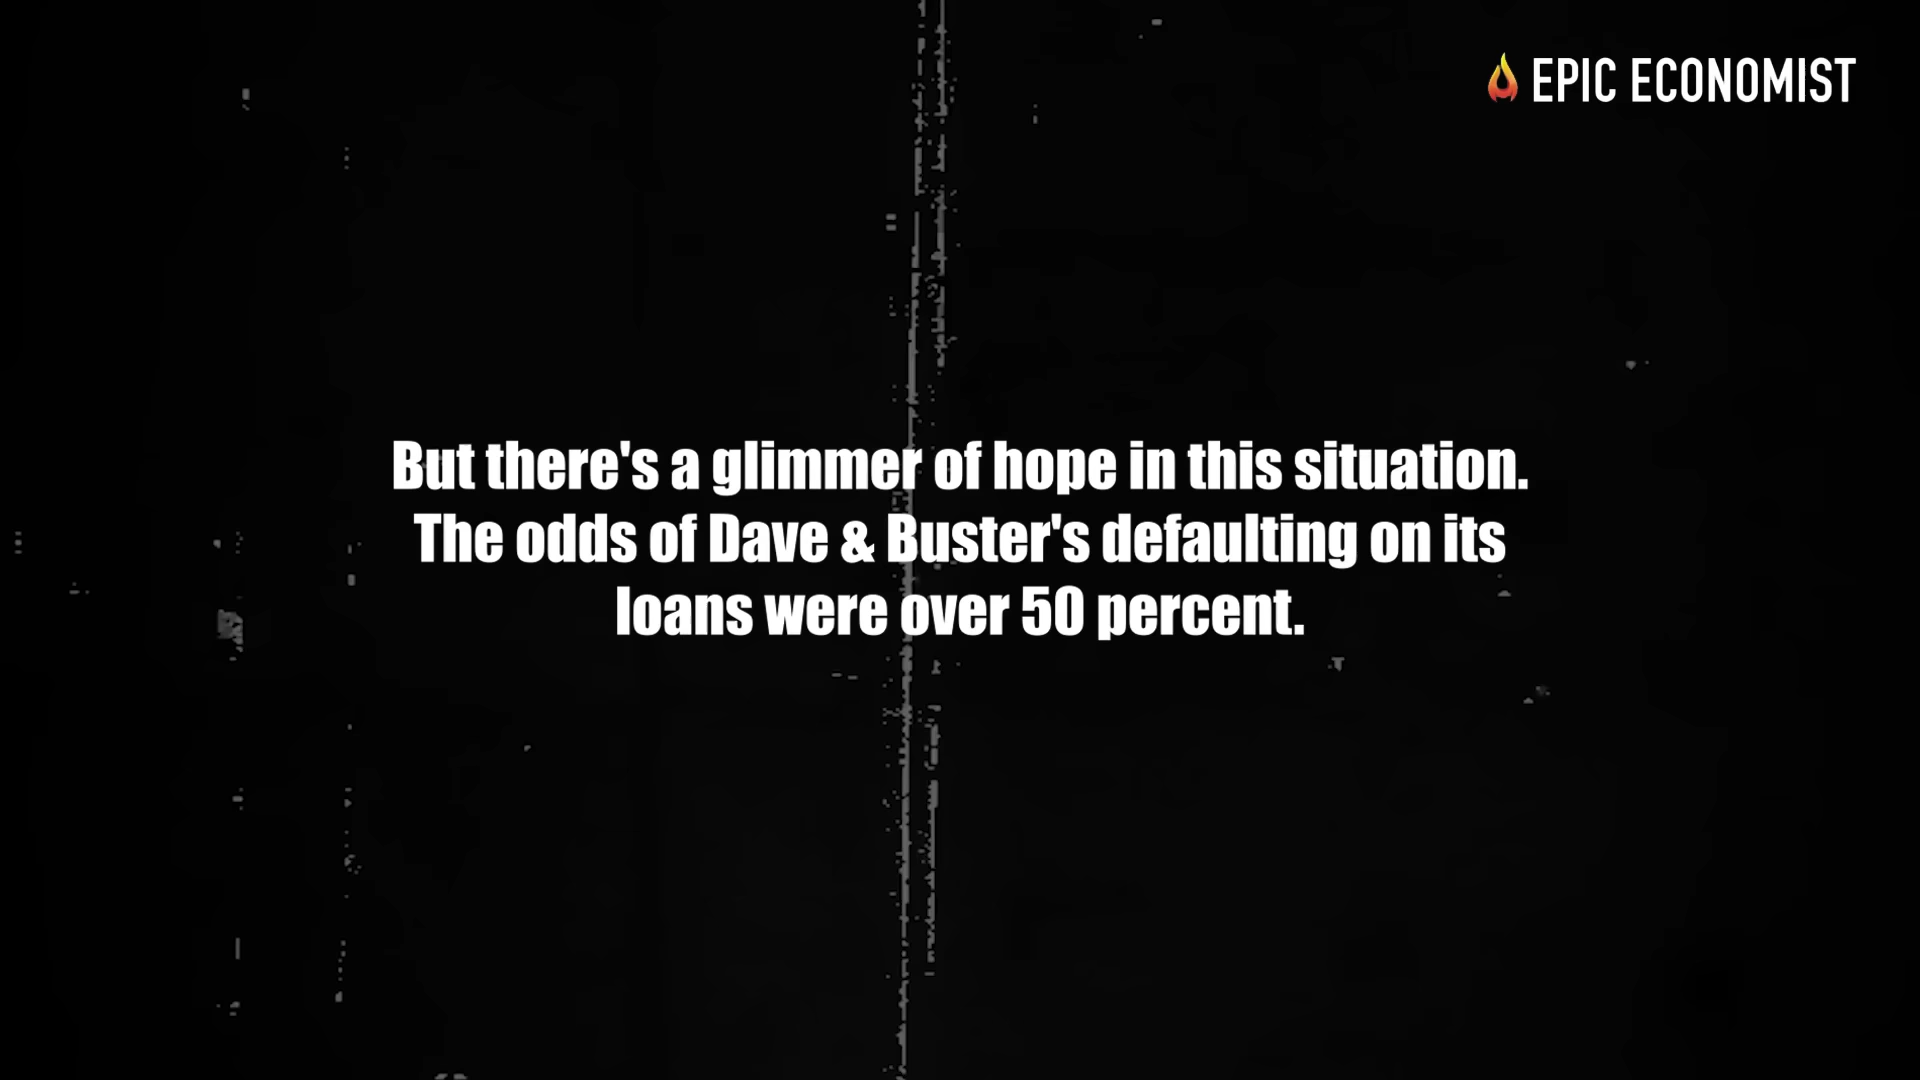 EPIC ECONOMIST
But there's a glimmer of hope in this situation.
The odds of Dave & Buster's defaulting on its
loans were over 50 percent.